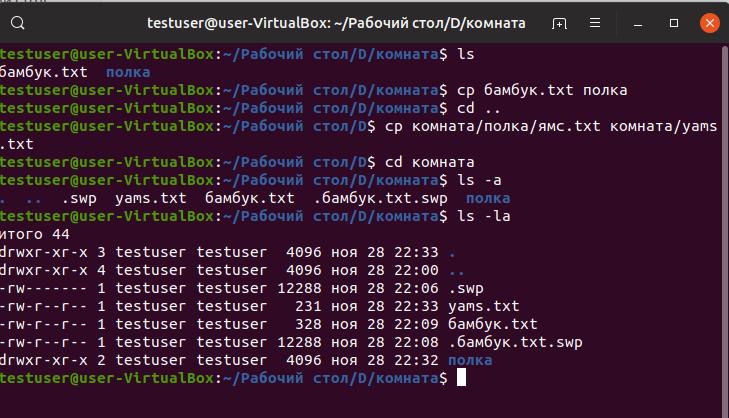 testuser@user-VirtualBox: ~/Рабочий стол/D/комната
testuser@user-VirtualBox:~/Рабочий стол/D/комната$ ls
бамбук.txt  полка
testuser@user-VirtualBox:~/Рабочий стол/D/комната$ cp бамбук.txt полка
testuser@user-VirtualBox:~/Рабочий стол/D/комната$ cd ..
testuser@user-VirtualBox:~/Рабочий стол/D$ cp комната/полка/ямс.txt комната/yams
.txt
testuser@user-VirtualBox:~/Рабочий стол/D$ cd комната
testuser@user-VirtualBox:~/Рабочий стол/D/комната$ ls -a
.  ..  .swp  yams.txt  бамбук.txt  .бамбук.txt.swp  полка
testuser@user-VirtualBox:~/Рабочий стол/D/комната$ ls -la
итого 44
drwxr-xr-x 3 testuser testuser  4096 ноя 28 22:33 .
drwxr-xr-x 4 testuser testuser  4096 ноя 28 22:00 ..
-rw------- 1 testuser testuser 12288 ноя 28 22:06 .swp
-rw-r--r-- 1 testuser testuser   231 ноя 28 22:33 yams.txt
-rw-r--r-- 1 testuser testuser   328 ноя 28 22:09 бамбук.txt
-rw-r--r-- 1 testuser testuser 12288 ноя 28 22:08 .бамбук.txt.swp
drwxr-xr-x 2 testuser testuser  4096 ноя 28 22:32 полка
testuser@user-VirtualBox:~/Рабочий стол/D/комната$